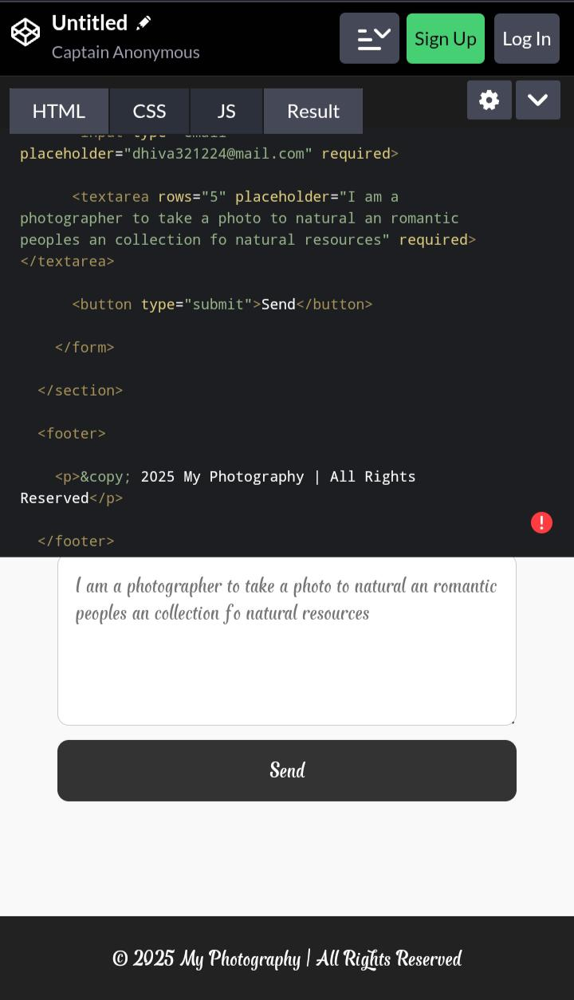 Untitled
Captain Anonymous
Sign Up
Log In
HTML
CSS
JS
Result
placeholder="dhiva321224@mail.com" required>
<textarea rows="5" placeholder="I am a
photographer to take a photo to natural an romantic
peoples an collection fo natural resources" required>
</textarea>
<button type="submit">Send</button>
</form>
</section>
<footer>
<p>&copy; 2025 My Photography | All Rights
Reserved</p>
</footer>
I am a photographer to take a photo to natural an romantic
peoples an collection fo natural resources
Send
© 2025 My Photography | All Rights Reserved